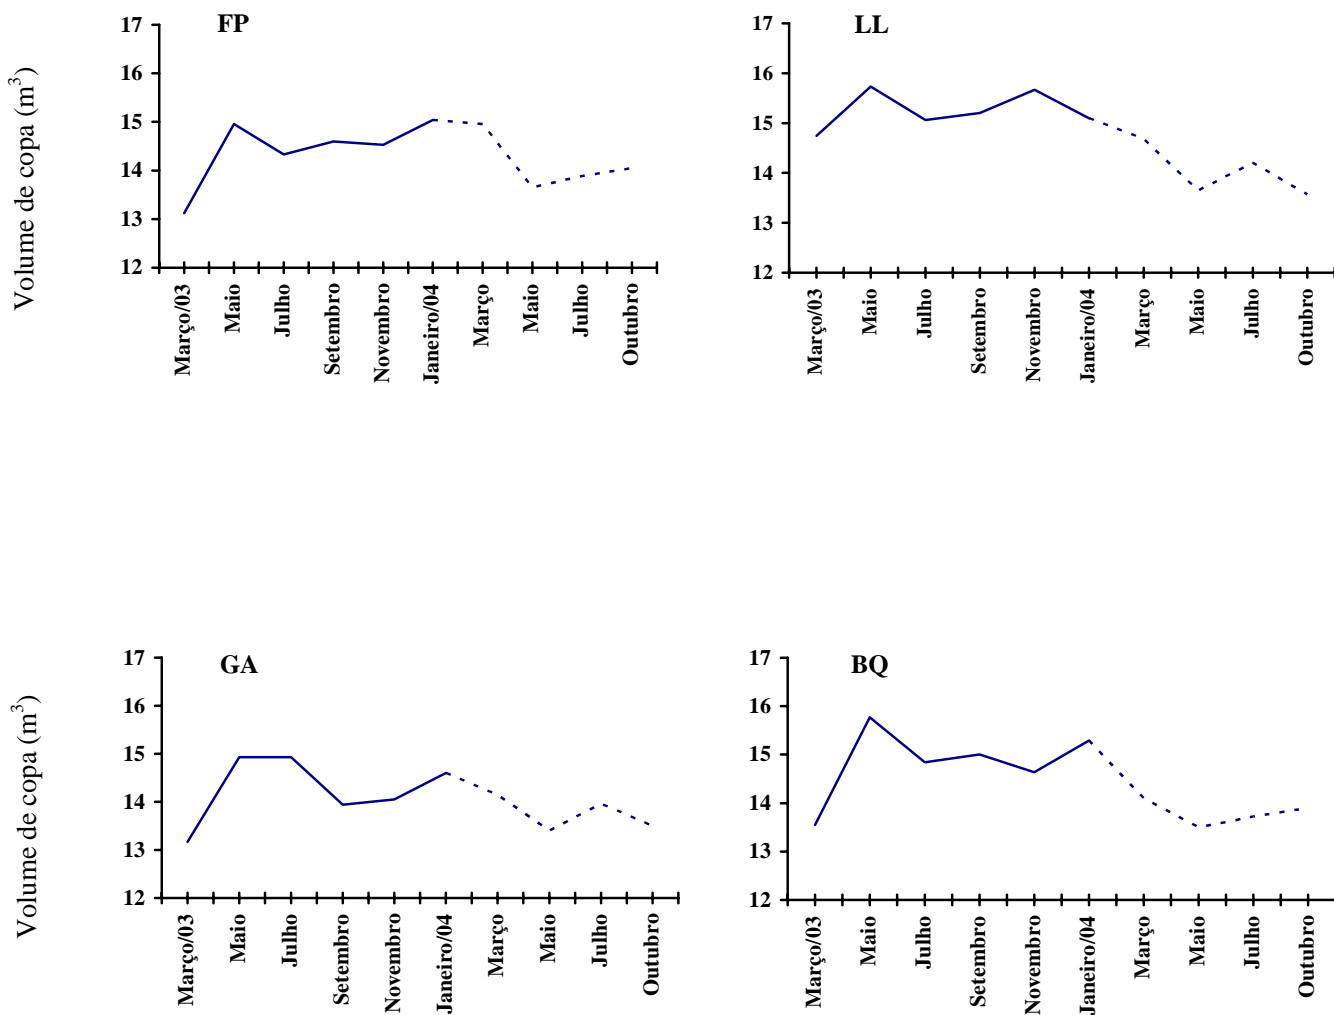 FP
Volume de copa (m³)
17
16
15
14
13
12
Março/03
Maio
Julho
Setembro
Novembro
Janeiro/04
Março
Maio
Julho
Outubro
LL
17
16
15
14
13
12
Março/03
Maio
Julho
Setembro
Novembro
Janeiro/04
Março
Maio
Julho
Outubro
GA
Volume de copa (m³)
17
16
15
14
13
12
Março/03
Maio
Julho
Setembro
Novembro
Janeiro/04
Março
Maio
Julho
Outubro
BQ
17
16
15
14
13
12
Março/03
Maio
Julho
Setembro
Novembro
Janeiro/04
Março
Maio
Julho
Outubro